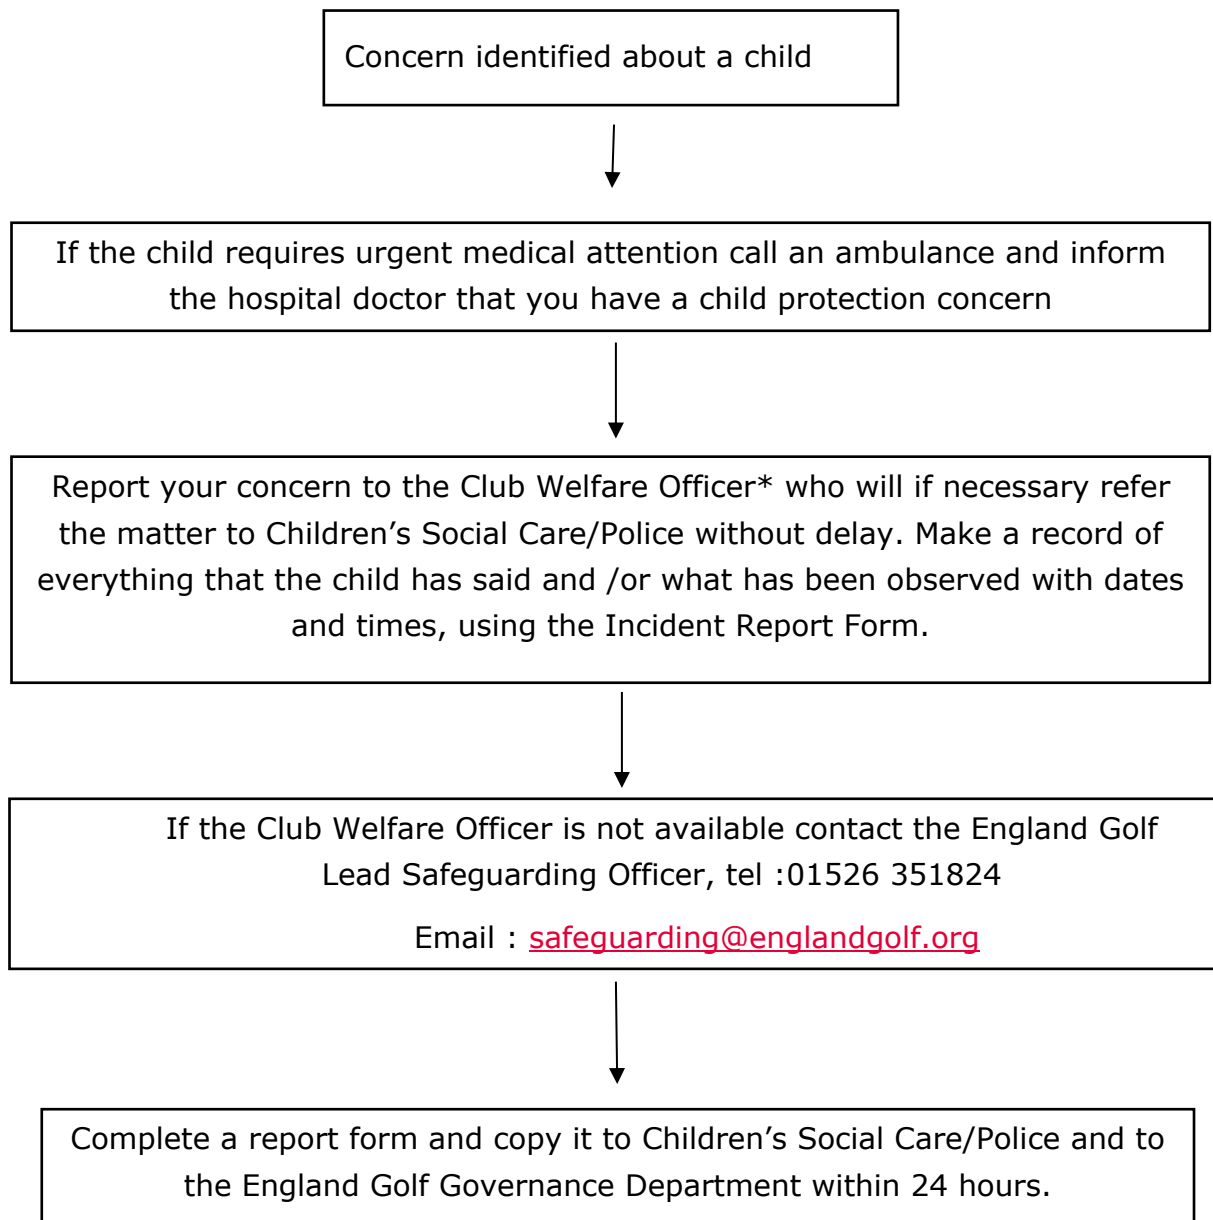 Concern identified about a child
If the child requires urgent medical attention call an ambulance and inform
the hospital doctor that you have a child protection concern
Report your concern to the Club Welfare Officer* who will if necessary refer
the matter to Children’s Social Care/Police without delay. Make a record of
everything that the child has said and /or what has been observed with dates
and times, using the Incident Report Form.
If the Club Welfare Officer is not available contact the England Golf
Lead Safeguarding Officer, tel :01526 351824
Email : safeguarding@englandgolf.org
Complete a report form and copy it to Children’s Social Care/Police and to
the England Golf Governance Department within 24 hours.